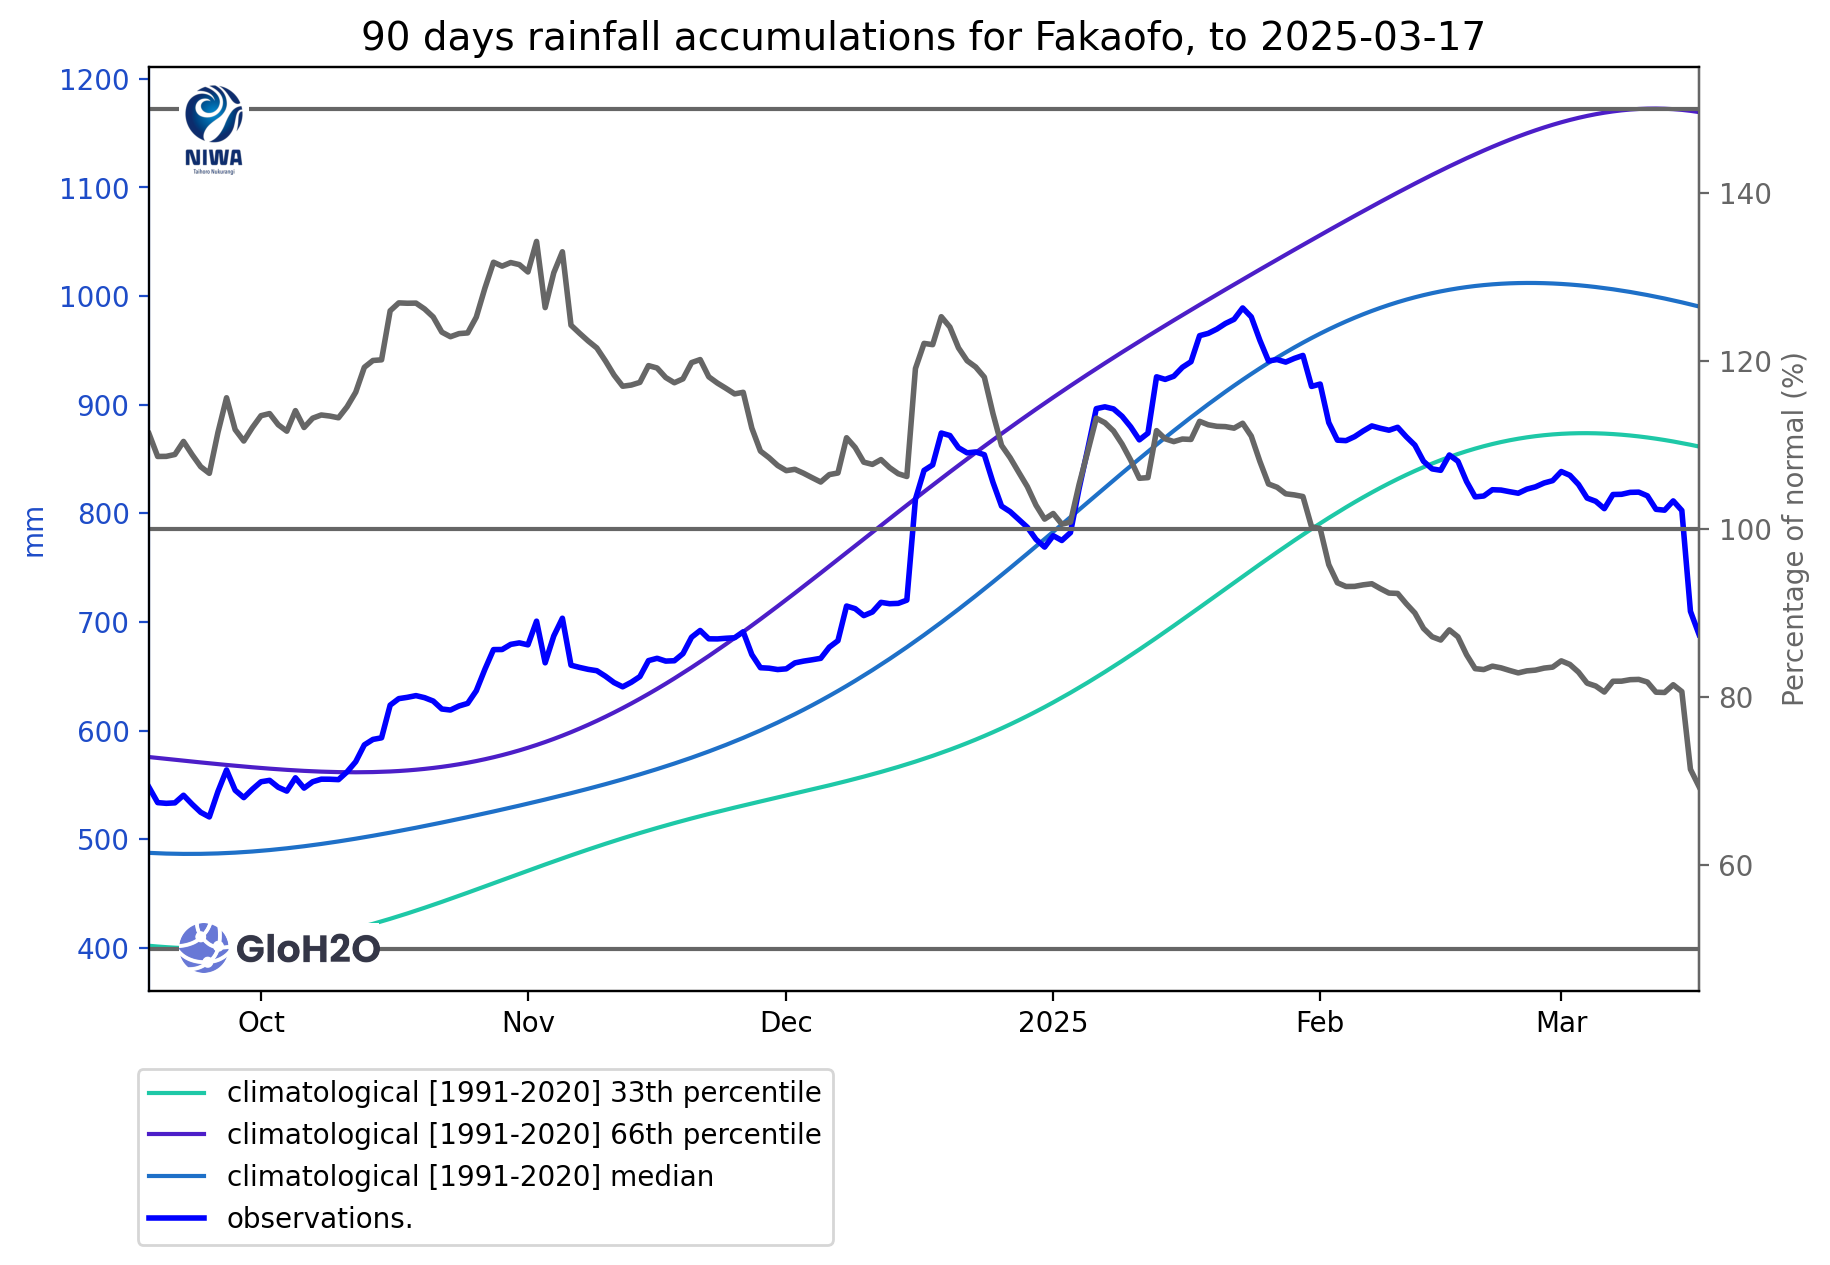 90 days rainfall accumulations for Fakaofo, to 2025-03-17
1200
1100
1000
900
800
700
600
500
400
mm
NIWA
Taihoro Nukurangi
GloH2O
140
120
100
80
60
Percentage of normal (%)
Oct
Nov
Dec
2025
Feb
Mar
climatological [1991-2020] 33th percentile
climatological [1991-2020] 66th percentile
climatological [1991-2020] median
observations.